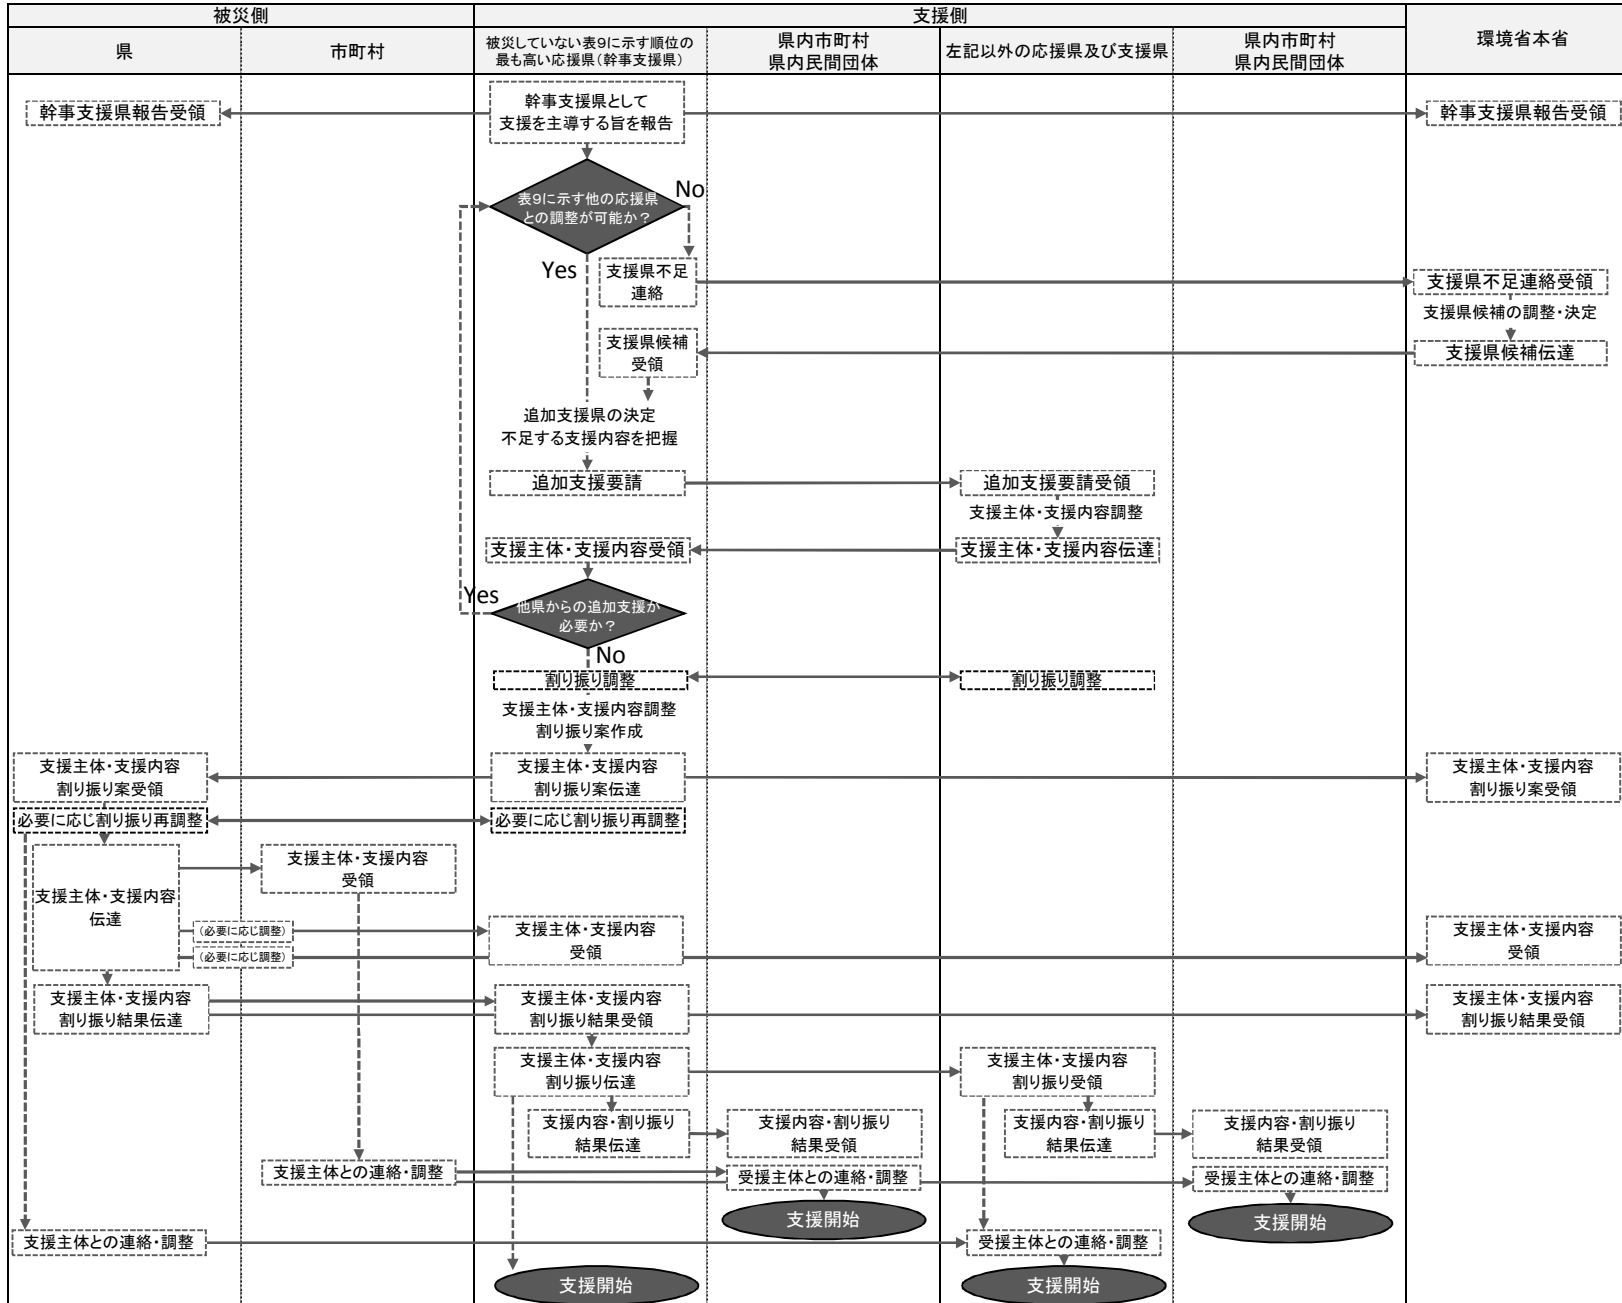 被災側
支援側
環境省本省
県
市町村
被災していない表9に示す順位の
最も高い応援県(幹事支援県)
県内市町村
県内民間団体
左記以外の応援県及び支援県
県内市町村
県内民間団体
幹事支援県報告受領
幹事支援県として
支援を主導する旨を報告
幹事支援県報告受領
表9に示す他の応援県
との調整が可能か？
No
Yes
支援県不足
連絡
支援県不足連絡受領
支援県候補の調整・決定
支援県候補
受領
支援県候補伝達
追加支援県の決定
不足する支援内容を把握
追加支援要請
追加支援要請受領
支援主体・支援内容調整
支援主体・支援内容受領
支援主体・支援内容伝達
Yes
他県からの追加支援が
必要か？
No
割り振り調整
割り振り調整
支援主体・支援内容調整
割り振り案作成
支援主体・支援内容
割り振り案受領
支援主体・支援内容
割り振り案伝達
支援主体・支援内容
割り振り案受領
必要に応じ割り振り再調整
必要に応じ割り振り再調整
支援主体・支援内容
伝達
支援主体・支援内容
受領
(必要に応じ調整)
(必要に応じ調整)
支援主体・支援内容
受領
支援主体・支援内容
受領
支援主体・支援内容
割り振り結果伝達
支援主体・支援内容
割り振り結果受領
支援主体・支援内容
割り振り結果受領
支援主体・支援内容
割り振り伝達
支援主体・支援内容
割り振り受領
支援内容・割り振り
結果伝達
支援内容・割り振り
結果受領
支援内容・割り振り
結果伝達
支援内容・割り振り
結果受領
支援主体との連絡・調整
受援主体との連絡・調整
受援主体との連絡・調整
支援開始
支援開始
支援主体との連絡・調整
受援主体との連絡・調整
支援開始
支援開始